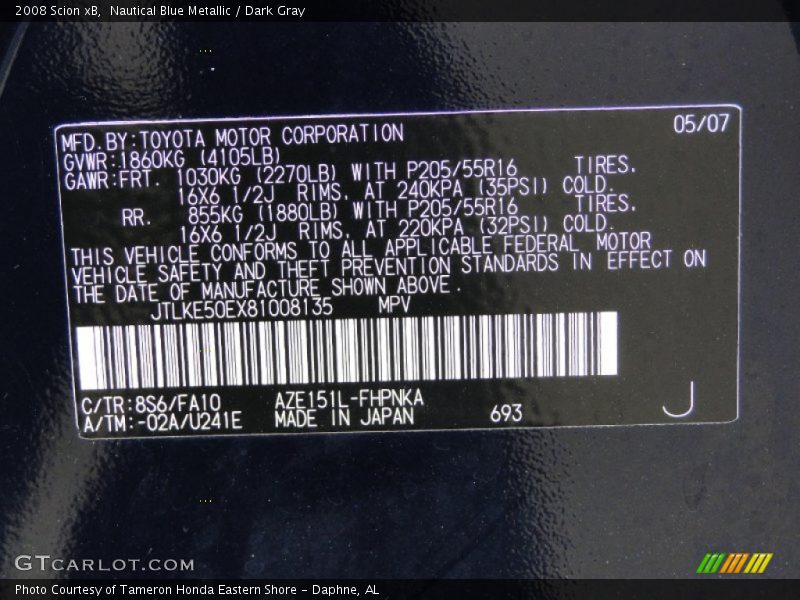 2008 Scion xB, Nautical Blue Metallic / Dark Gray
MFD.BY:TOYOTA MOTOR CORPORATION 05/07
GVWR:1860KG (4105LB)
GAWR:FRT. 1030KG (2270LB) WITH P205/55R16 TIRES.
16X6 1/2J RIMS. AT 240KPA (35PSI) COLD.
RR. 855KG (1880LB) WITH P205/55R16 TIRES.
16X6 1/2J RIMS. AT 220KPA (32PSI) COLD.
THIS VEHICLE CONFORMS TO ALL APPLICABLE FEDERAL MOTOR
VEHICLE SAFETY AND THEFT PREVENTION STANDARDS IN EFFECT ON
THE DATE OF MANUFACTURE SHOWN ABOVE.
JTLKE50EX81008135 MPV
C/TR:8S6/FA10 AZE151L-FHPNKA
A/TM:-02A/U241E MADE IN JAPAN 693 J
GTCARLOT.COM
Photo Courtesy of Tameron Honda Eastern Shore - Daphne, AL